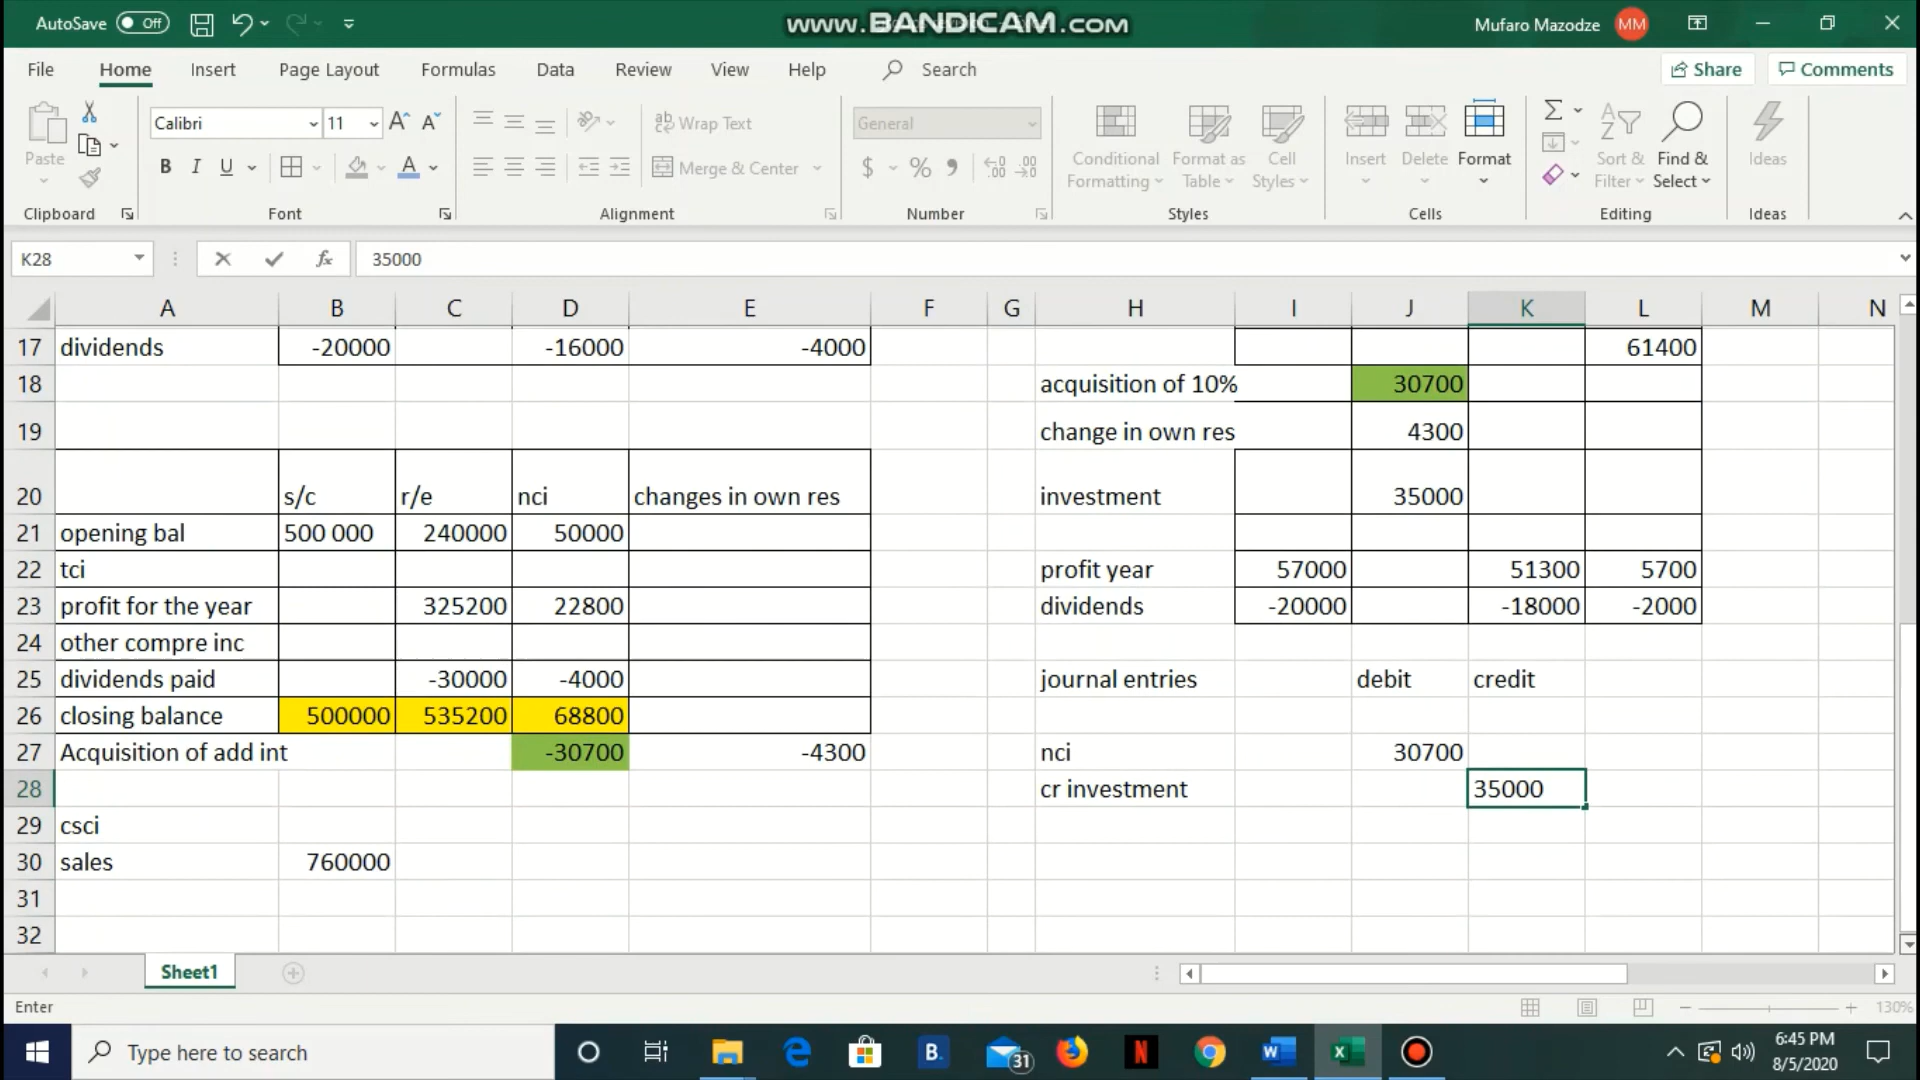 AutoSave Off
www.BANDICAM.com
Mufaro Mazodze MM
File Home Insert Page Layout Formulas Data Review View Help Search Share Comments
Paste
Clipboard
Calibri 11
B I U A
Font
Wrap Text
Merge & Center
Alignment
General
$ % 9
Number
Conditional Formatting
Format as Table
Cell Styles
Styles
Insert Delete Format
Cells
Sort & Filter
Find & Select
Editing
Ideas
Ideas
K28 fx 35000
A B C D E F G H I J K L M N
17 dividends -20000 -16000 -4000 61400
18 acquisition of 10% 30700
19 change in own res 4300
20 s/c r/e nci changes in own res investment 35000
21 opening bal 500 000 240000 50000
22 tci profit year 57000 51300 5700
23 profit for the year 325200 22800 dividends -20000 -18000 -2000
24 other compre inc
25 dividends paid -30000 -4000 journal entries debit credit
26 closing balance 500000 535200 68800
27 Acquisition of add int -30700 -4300 nci 30700
28 cr investment 35000
29 csci
30 sales 760000
31
32
Sheet1
Enter 130%
Type here to search
B. 31 N W X
6:45 PM
8/5/2020